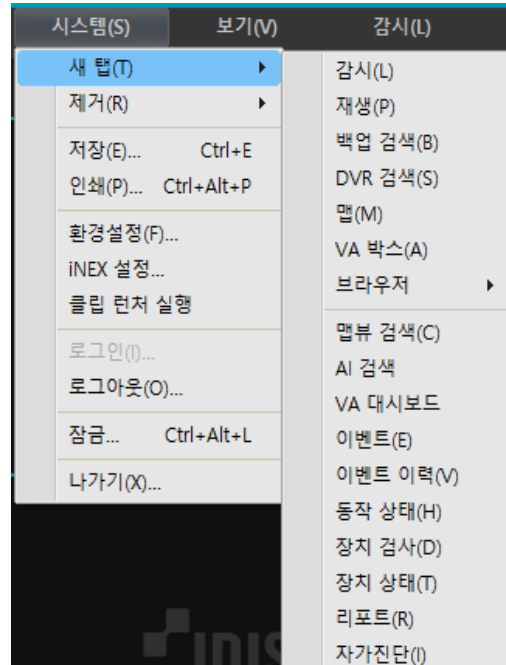 시스템(S) 보기(V) 감시(L)
새 탭(T)
제거(R)
저장(E)... Ctrl+E
인쇄(P)... Ctrl+Alt+P
환경설정(F)...
iNEX 설정...
클립 런처 실행
로그인(I)...
로그아웃(O)...
잠금... Ctrl+Alt+L
나가기(X)...
감시(L)
재생(P)
백업 검색(B)
DVR 검색(S)
맵(M)
VA 박스(A)
브라우저
맵뷰 검색(C)
AI 검색
VA 대시보드
이벤트(E)
이벤트 이력(V)
동작 상태(H)
장치 검사(D)
장치 상태(T)
리포트(R)
자가진단(I)